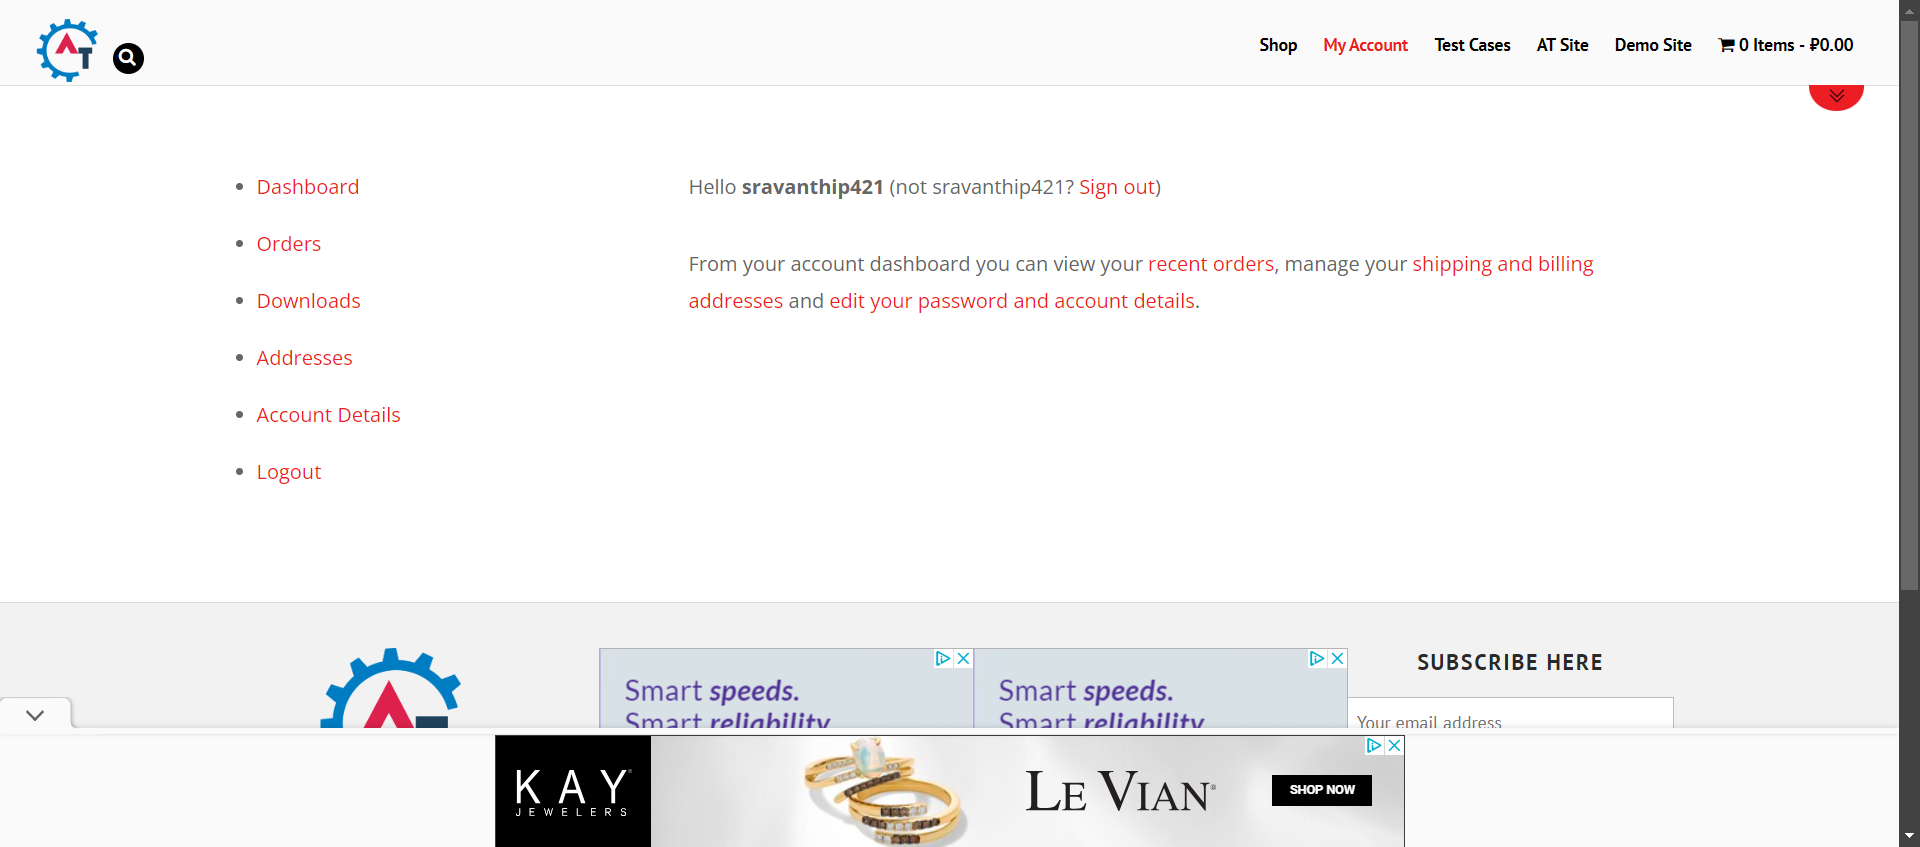 AT
Shop My Account Test Cases AT Site Demo Site 0 Items - ₽0.00
Dashboard
Orders
Downloads
Addresses
Account Details
Logout
Hello sravanthip421 (not sravanthip421? Sign out)
From your account dashboard you can view your recent orders, manage your shipping and billing
addresses and edit your password and account details.
Smart speeds.
Smart reliability
Smart speeds.
Smart reliability
SUBSCRIBE HERE
Your email address
KAY
JEWELERS
LE VIAN®
SHOP NOW